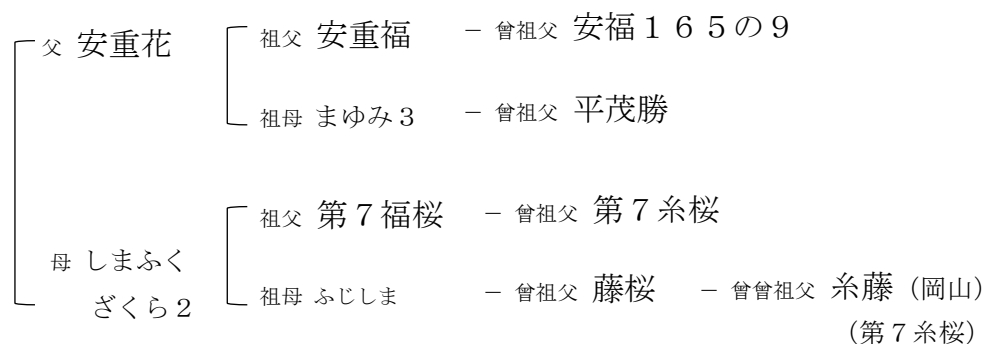 父 安重花
祖父 安重福 － 曾祖父 安福１６５の９
祖母 まゆみ３ － 曾祖父 平茂勝
母 しまふく
ざくら２
祖父 第７福桜 － 曾祖父 第７糸桜
祖母 ふじしま － 曾祖父 藤桜 － 曾曾祖父 糸藤（岡山）
（第７糸桜）